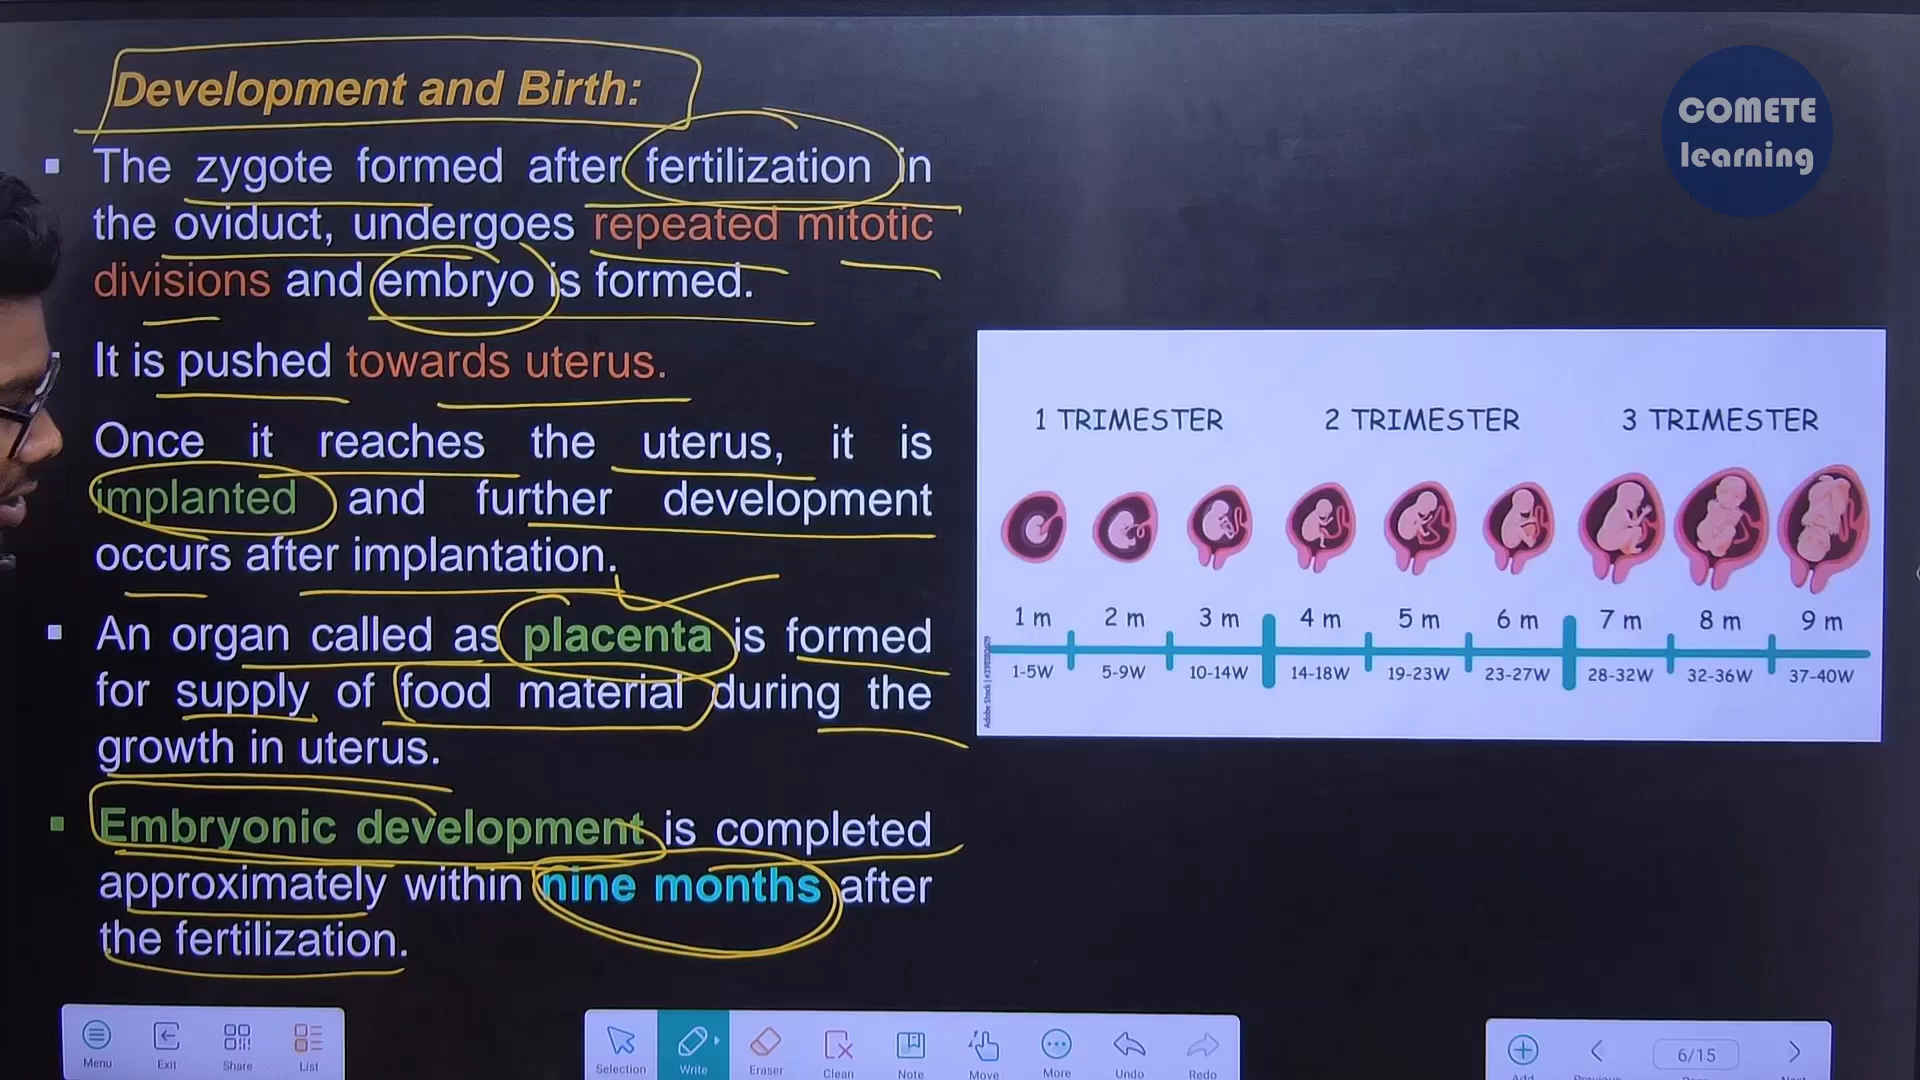 Development and Birth:
The zygote formed after fertilization in
the oviduct, undergoes repeated mitotic
divisions and embryo is formed.
It is pushed towards uterus.
Once it reaches the uterus, it is
implanted and further development
occurs after implantation.
An organ called as placenta is formed
for supply of food material during the
growth in uterus.
Embryonic development is completed
approximately within nine months after
the fertilization.
COMETE
learning
1 TRIMESTER 2 TRIMESTER 3 TRIMESTER
1 m 2 m 3 m 4 m 5 m 6 m 7 m 8 m 9 m
1-5W 5-9W 10-14W 14-18W 19-23W 23-27W 28-32W 32-36W 37-40W
Menu Exit Share List
Selection Write Eraser Clean Note Move More Undo Redo
6/15